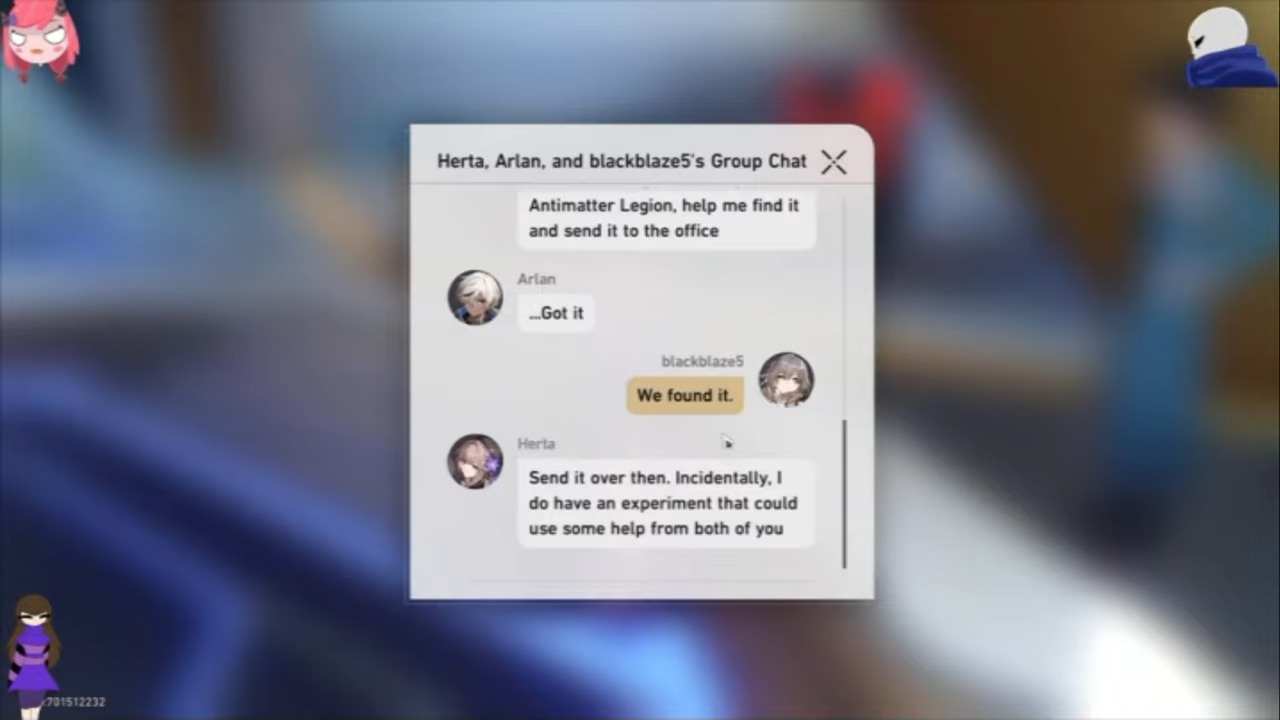 Herta, Arlan, and blackblaze5's Group Chat
Antimatter Legion, help me find it
and send it to the office
Arlan
...Got it
blackblaze5
We found it.
Herta
Send it over then. Incidentally, I
do have an experiment that could
use some help from both of you
:701512232